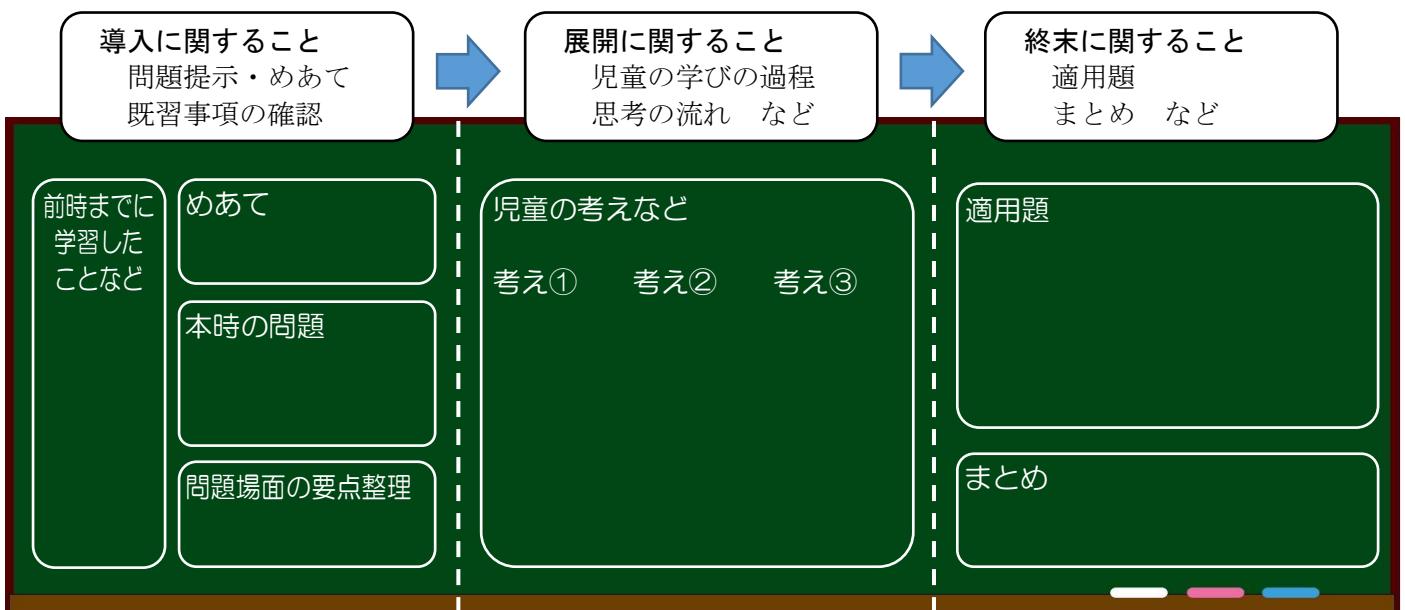 導入に関すること
問題提示・めあて
既習事項の確認
展開に関すること
児童の学びの過程
思考の流れ　など
終末に関すること
適用題
まとめ　など
前時までに
学習した
ことなど
めあて
本時の問題
問題場面の要点整理
児童の考えなど
考え①　考え②　考え③
適用題
まとめ